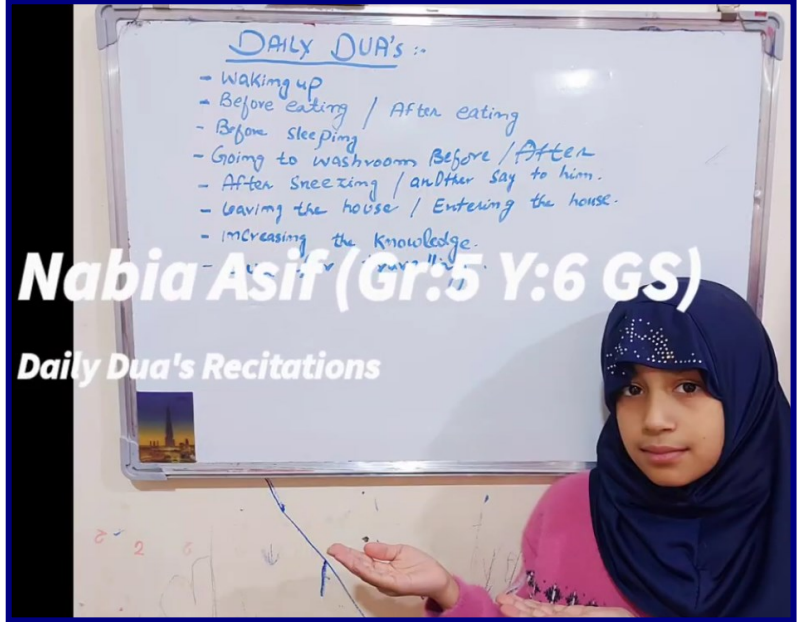 DAILY DUA'S :-
- Waking up
- Before eating / After eating
- Before sleeping
- Going to washroom Before / After
- After sneezing / anOther say to him.
- leaving the house / Entering the house.
- increasing the Knowledge.
Nabia Asif (Gr:5 Y:6 GS)
Daily Dua's Recitations